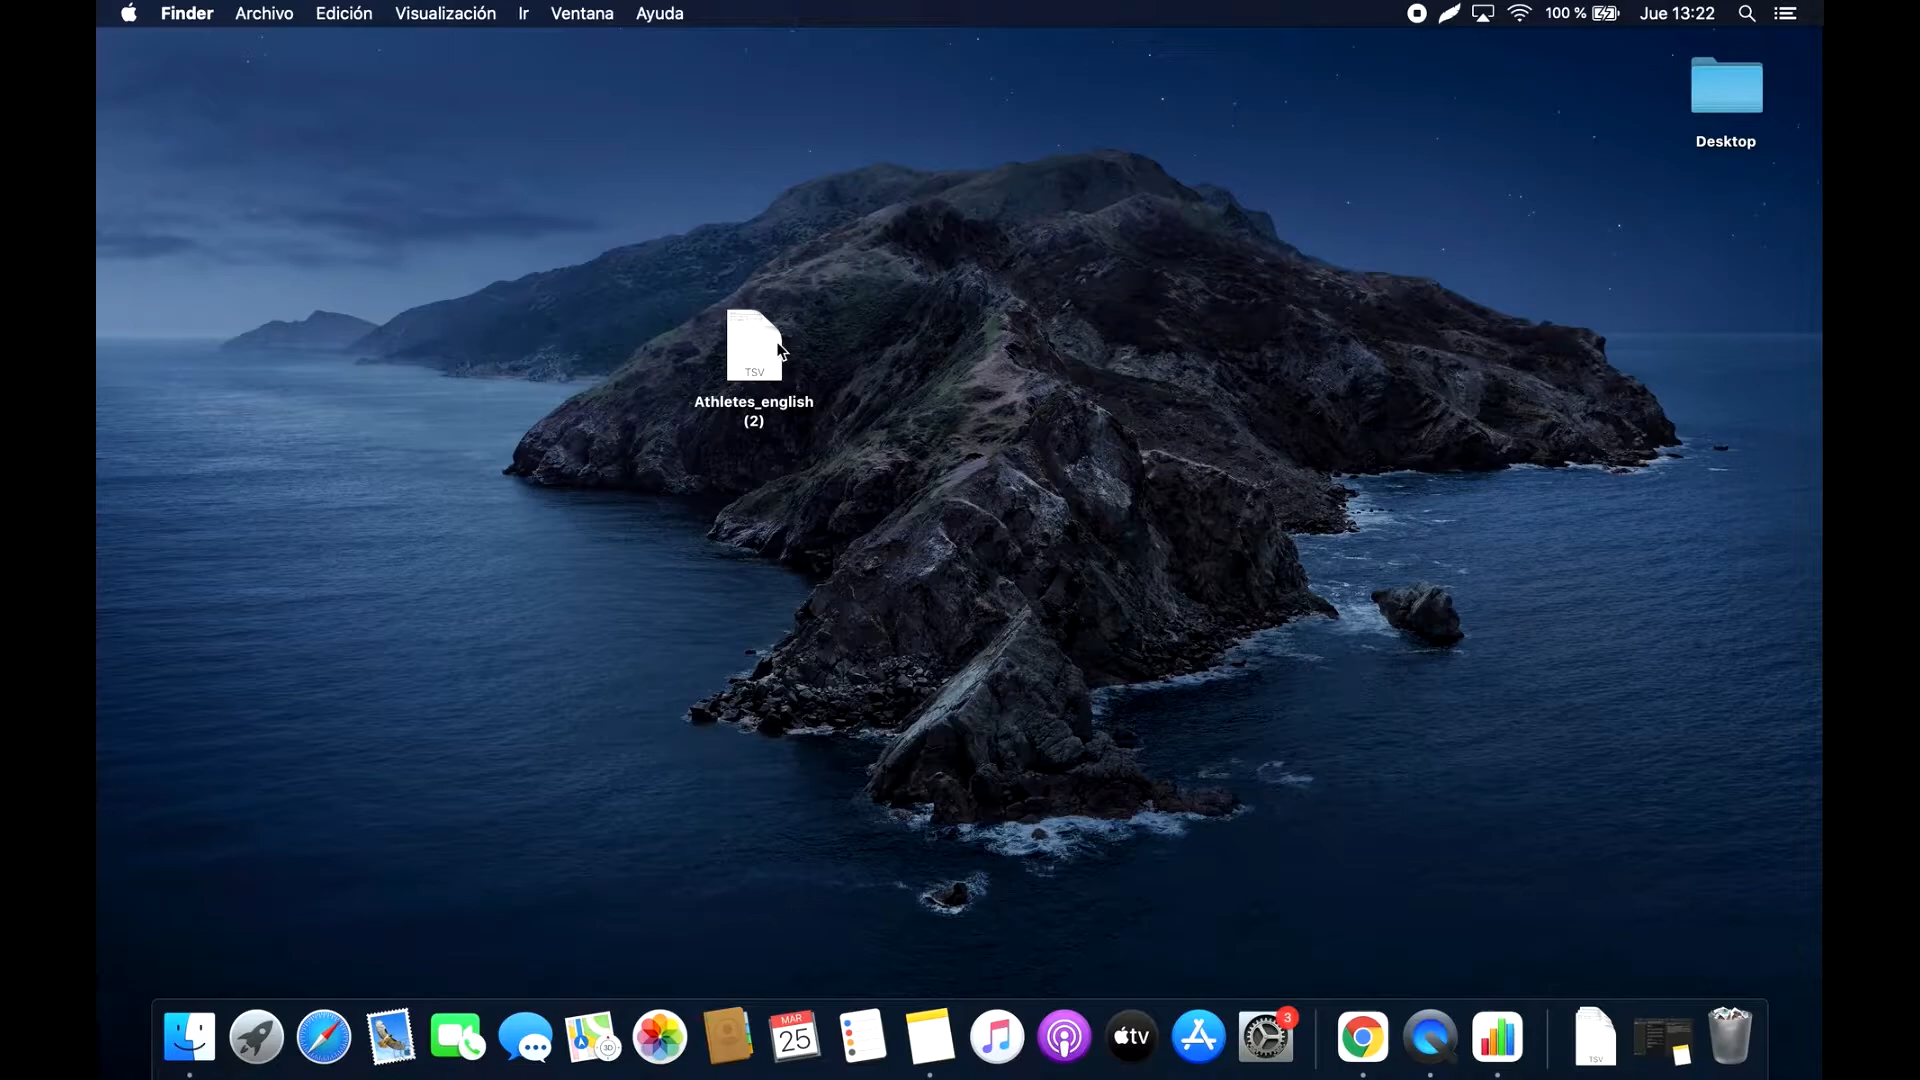 Finder Archivo Edición Visualización Ir Ventana Ayuda 100 % Jue 13:22
Desktop
TSV
Athletes_english
(2)
MAR
25
3D
tv
3
TSV